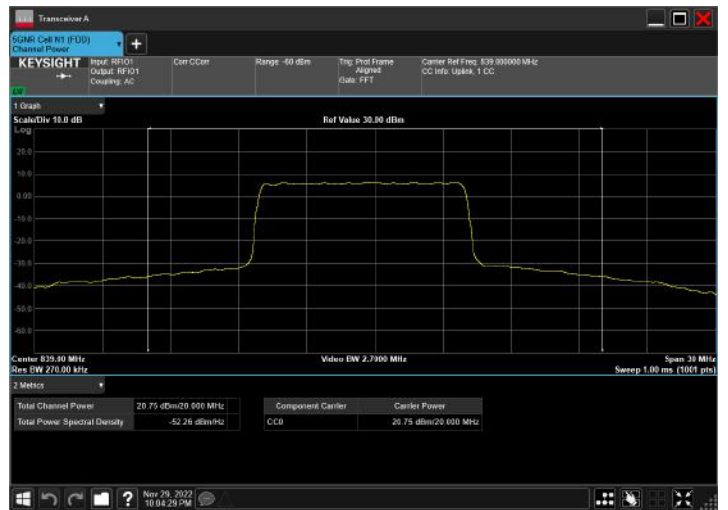 Transceiver A
5GNR Cell N1 (FDD)
Channel Power
KEYSIGHT
Input: RFIO1
Output: RFIO1
Coupling: AC
Corr CCorr
Range: -60 dBm
Trig: Prot Frame
Aligned
Gate: FFT
Carrier Ref Freq: 839.000000 MHz
CC Info: Uplink, 1 CC
1 Graph
Scale/Div 10.0 dB
Ref Value 30.00 dBm
Log
20.0
10.0
0.00
-10.0
-20.0
-30.0
-40.0
-50.0
-60.0
Center 839.00 MHz
Video BW 2.7000 MHz
Span 30 MHz
Res BW 270.00 kHz
Sweep 1.00 ms (1001 pts)
2 Metrics
Total Channel Power
20.75 dBm/20.000 MHz
Total Power Spectral Density
-52.26 dBm/Hz
Component Carrier
Carrier Power
CC0
20.75 dBm/20.000 MHz
?
Nov 29, 2022
10:04:29 PM